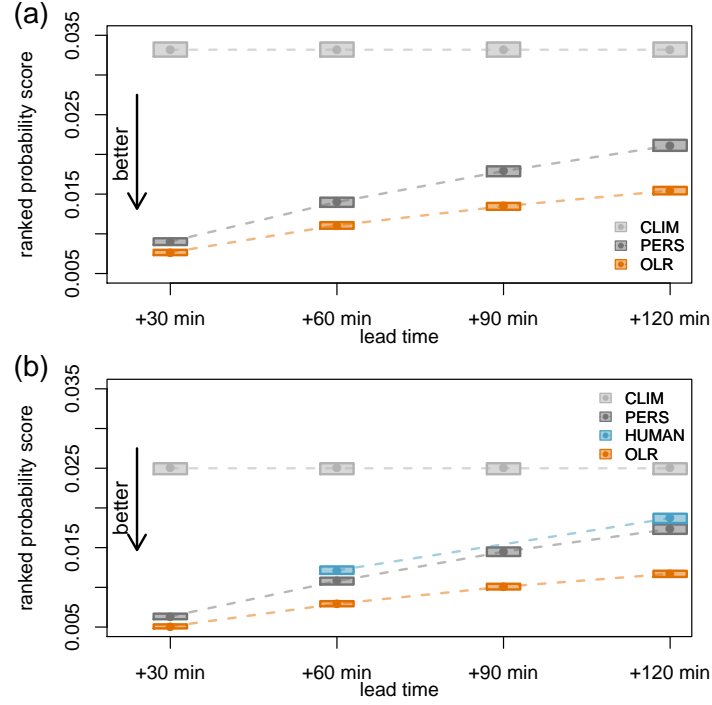 (a)
ranked probability score
0.005 0.015 0.025 0.035
better
CLIM
PERS
OLR
+30 min +60 min +90 min +120 min
lead time
(b)
ranked probability score
0.005 0.015 0.025 0.035
better
CLIM
PERS
HUMAN
OLR
+30 min +60 min +90 min +120 min
lead time